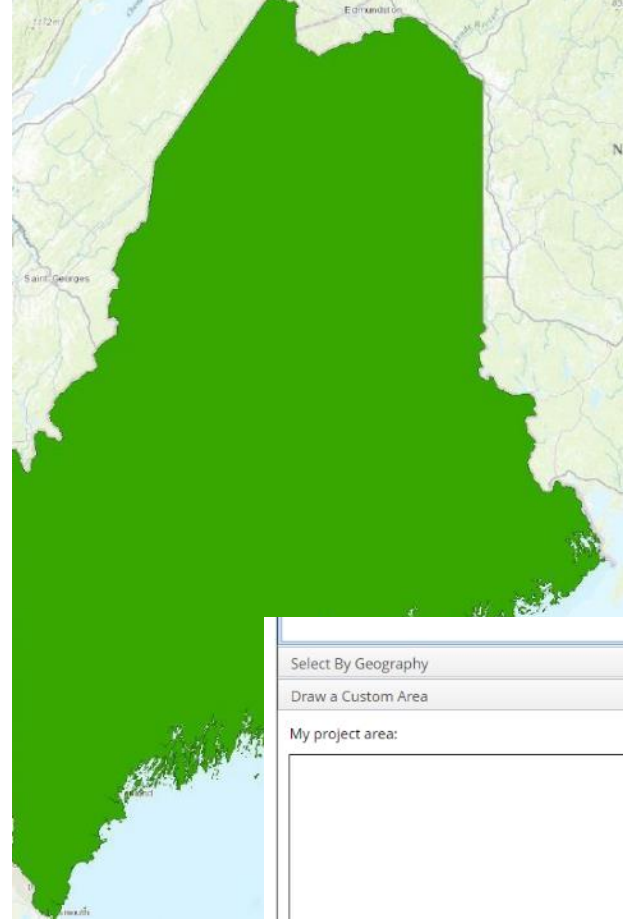 Edmundston
Saint-Georges
N
Select By Geography
Draw a Custom Area
My project area: